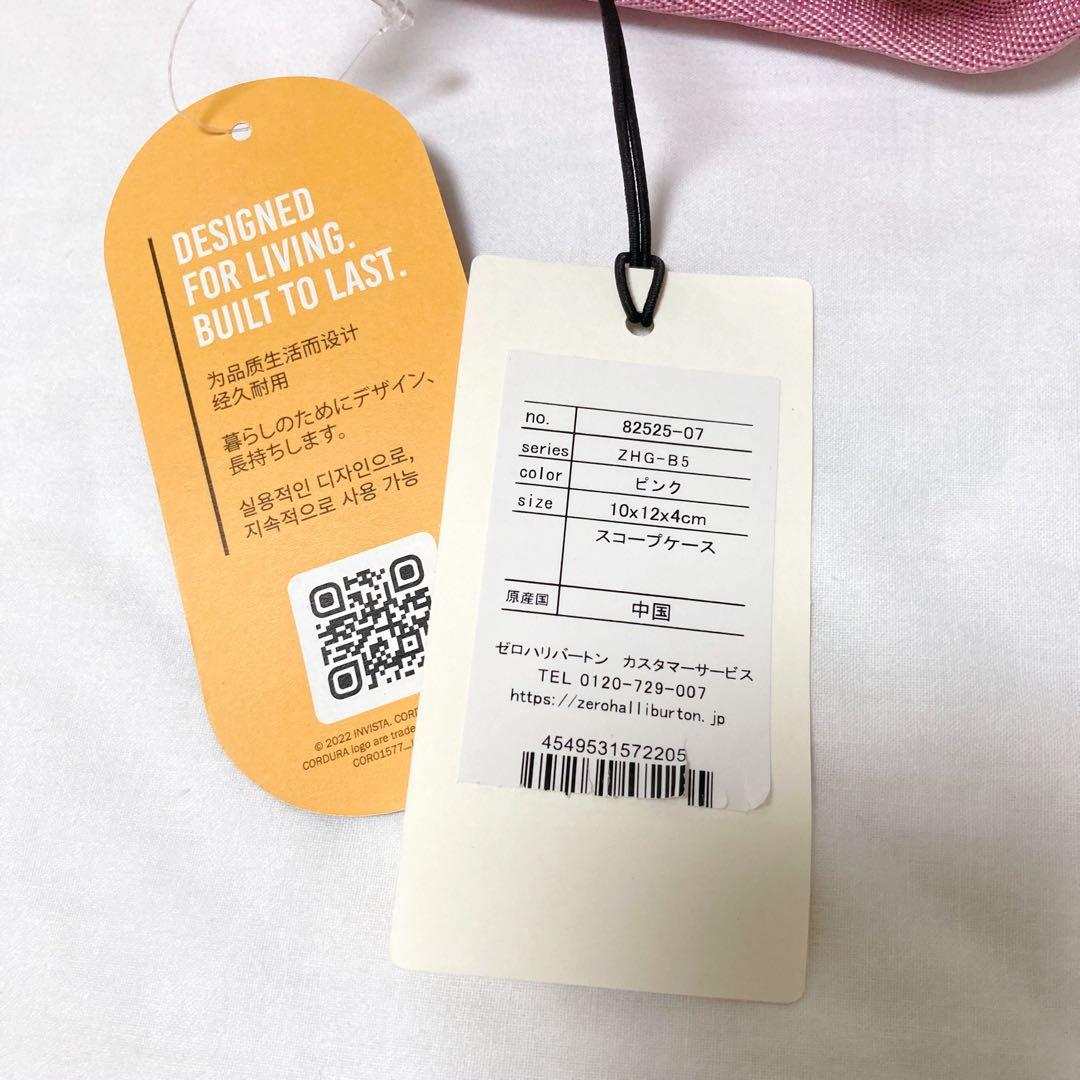 DESIGNED
FOR LIVING.
BUILT TO LAST.
为品质生活而设计
经久耐用
暮らしのためにデザイン、
長持ちします。
실용적인 디자인으로,
지속적으로 사용 가능
© 2022 INVISTA.
CORDURA logo are
COR01577
no. 82525-07
series ZHG-B5
color ピンク
size 10x12x4cm
スコープケース
原産国 中国
ゼロハリバートン カスタマーサービス
TEL 0120-729-007
https://zerohalliburton.jp
4549531572205